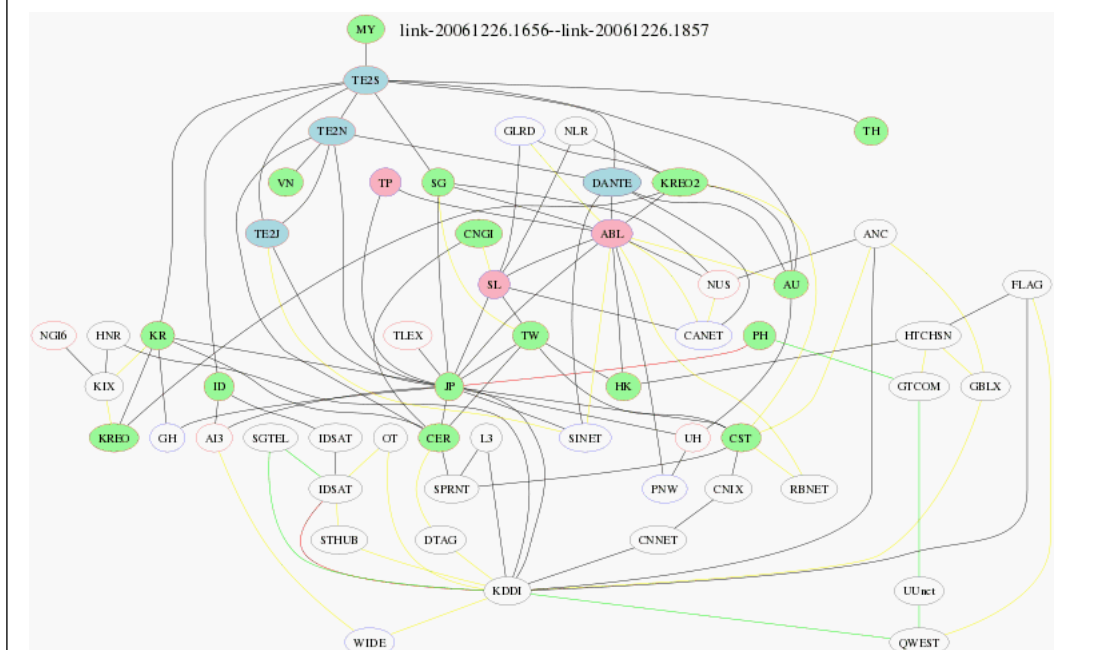 MY link-20061226.1656--link-20061226.1857
TE2S
TE2N GLRD NLR TH
VN TP SG DANTE KREO2
TE2J CNGI ABL ANC
SL NUS AU FLAG
NGI6 HNR KR TLEX TW CANET PH HTCHSN
KIX ID JP HK GTCOM GBLX
KREO GH AI3 SGTEL IDSAT OT CER L3 SINET UH CST
IDSAT SPRNT PNW CNIX RBNET
STHUB DTAG CNNET
KDDI UUnet
WIDE QWEST